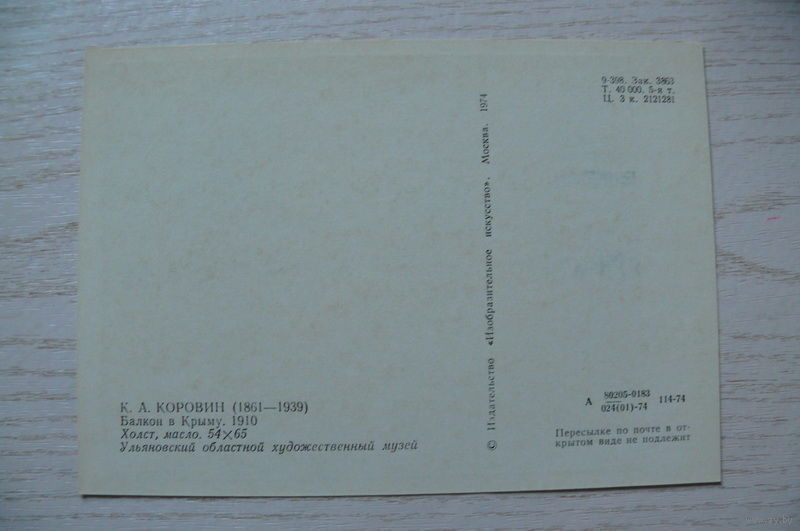 9-398. Зак. 3863
Т. 40 000. 5-я т.
Ц. 3 к. 2121281
© Издательство «Изобразительное искусство». Москва. 1974
К. А. КОРОВИН (1861—1939)
Балкон в Крыму. 1910
Холст, масло. 54×65
Ульяновский областной художественный музей
А 80205-0183 114-74
024(01)-74
Пересылке по почте в от-
крытом виде не подлежит